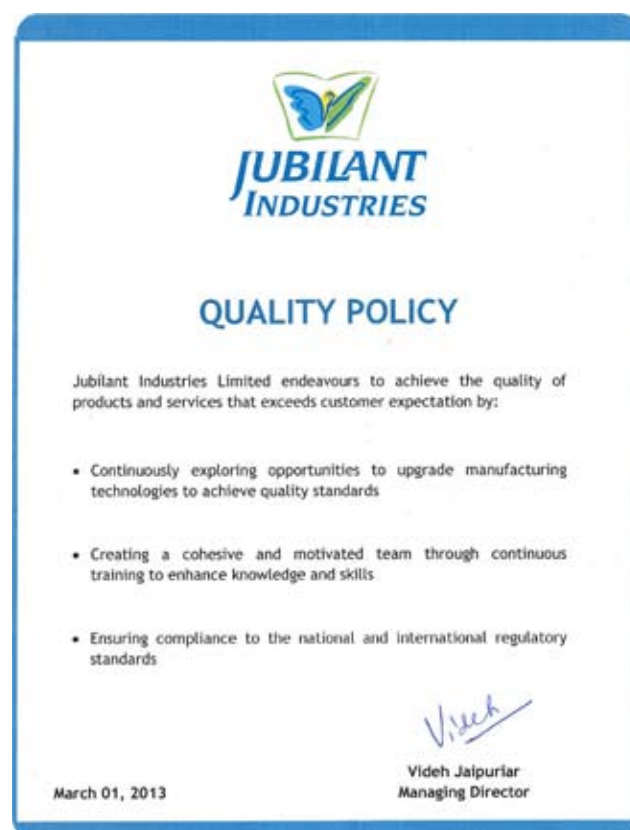 JUBILANT
INDUSTRIES
QUALITY POLICY
Jubilant Industries Limited endeavours to achieve the quality of
products and services that exceeds customer expectation by:
• Continuously exploring opportunities to upgrade manufacturing
technologies to achieve quality standards
• Creating a cohesive and motivated team through continuous
training to enhance knowledge and skills
• Ensuring compliance to the national and international regulatory
standards
Videh
Videh Jaipuriar
March 01, 2013 Managing Director